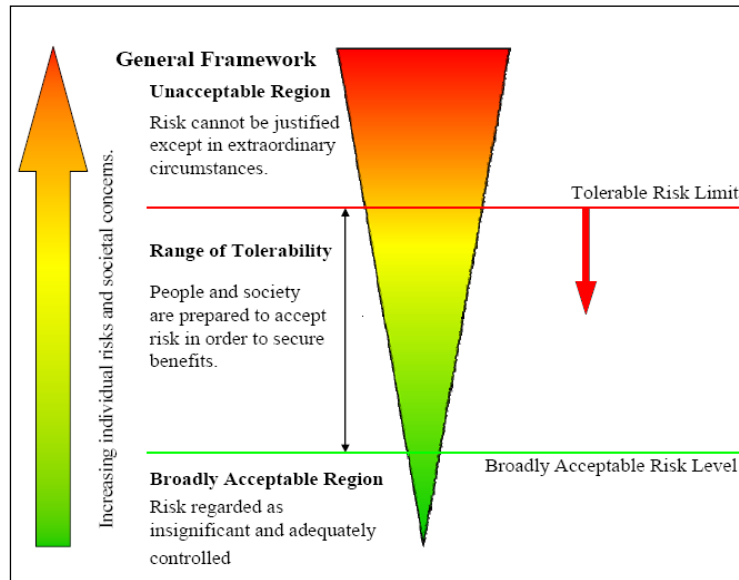 General Framework
Unacceptable Region
Risk cannot be justified
except in extraordinary
circumstances.
Tolerable Risk Limit
Increasing individual risks and societal concerns.
Range of Tolerability
People and society
are prepared to accept
risk in order to secure
benefits.
Broadly Acceptable Risk Level
Broadly Acceptable Region
Risk regarded as
insignificant and adequately
controlled